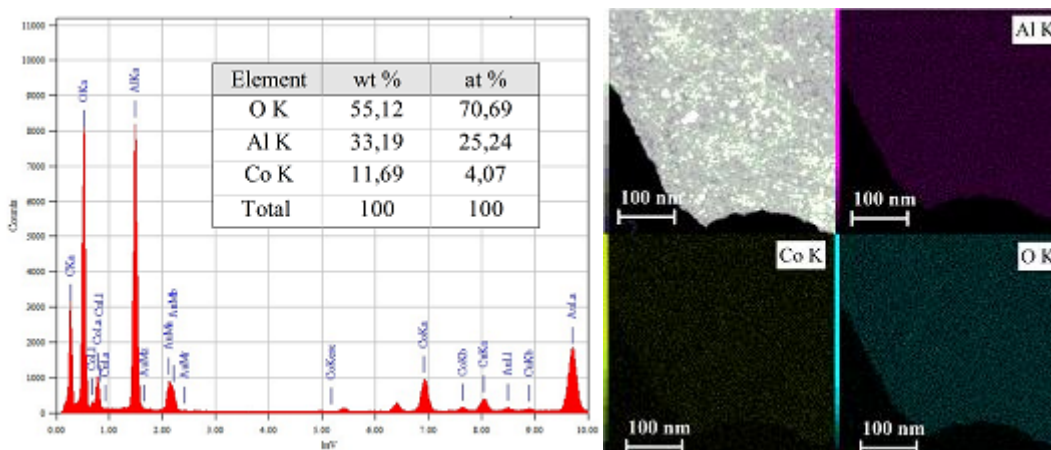 11000
10000
9000
8000
7000
6000
5000
4000
3000
2000
1000
0
Counts
0.00 1.00 2.00 3.00 4.00 5.00 6.00 7.00 8.00 9.00 10.00
keV
CKa
OKa
CoLl
CoLa
CuLl
CuLa
AlKa
AuMz
AuMa
AuMb
AuMr
CoKesc
CoKa
CoKb
CuKa
AuLl
CuKb
AuLa
Element wt % at %
O K 55,12 70,69
Al K 33,19 25,24
Co K 11,69 4,07
Total 100 100
100 nm
Al K
100 nm
Co K
100 nm
O K
100 nm